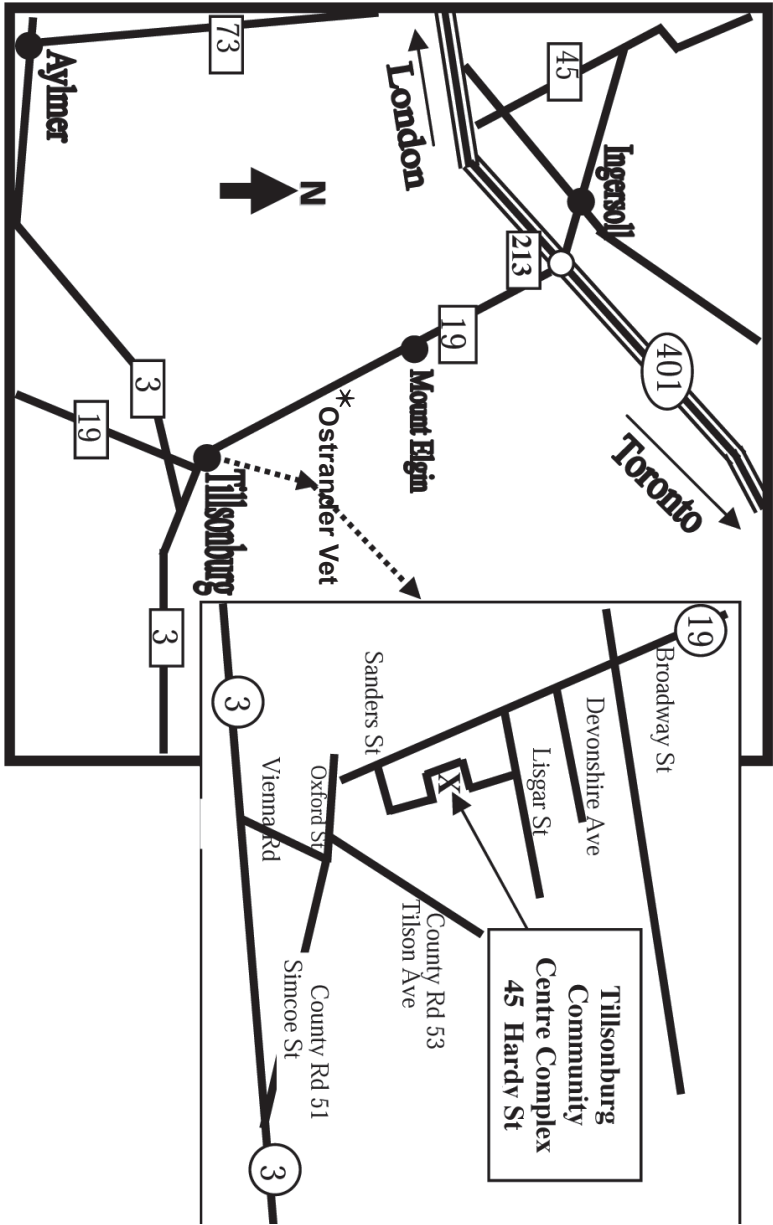 73
Aylmer
45
London
N
Ingersoll
213
19
Mount Elgin
401
Toronto
3
19
* Ostrander Vet
Tillsonburg
3
19
Broadway St
Devonshire Ave
Lisgar St
Sanders St
X
Oxford St
Vienna Rd
3
County Rd 53
Tilson Ave
County Rd 51
Simcoe St
3
Tillsonburg
Community
Centre Complex
45 Hardy St